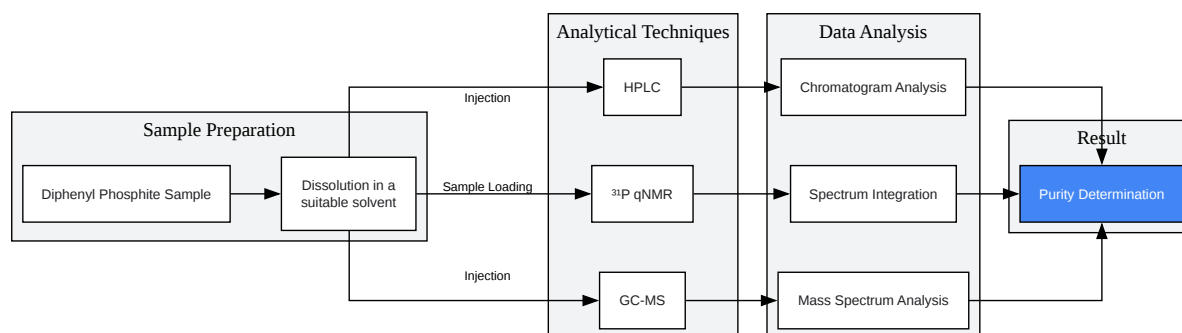 Analytical Techniques
Data Analysis
HPLC
Chromatogram Analysis
Injection
Sample Preparation
Result
Diphenyl Phosphite Sample
Dissolution in a
suitable solvent
Sample Loading
³¹P qNMR
Spectrum Integration
Purity Determination
Injection
GC-MS
Mass Spectrum Analysis